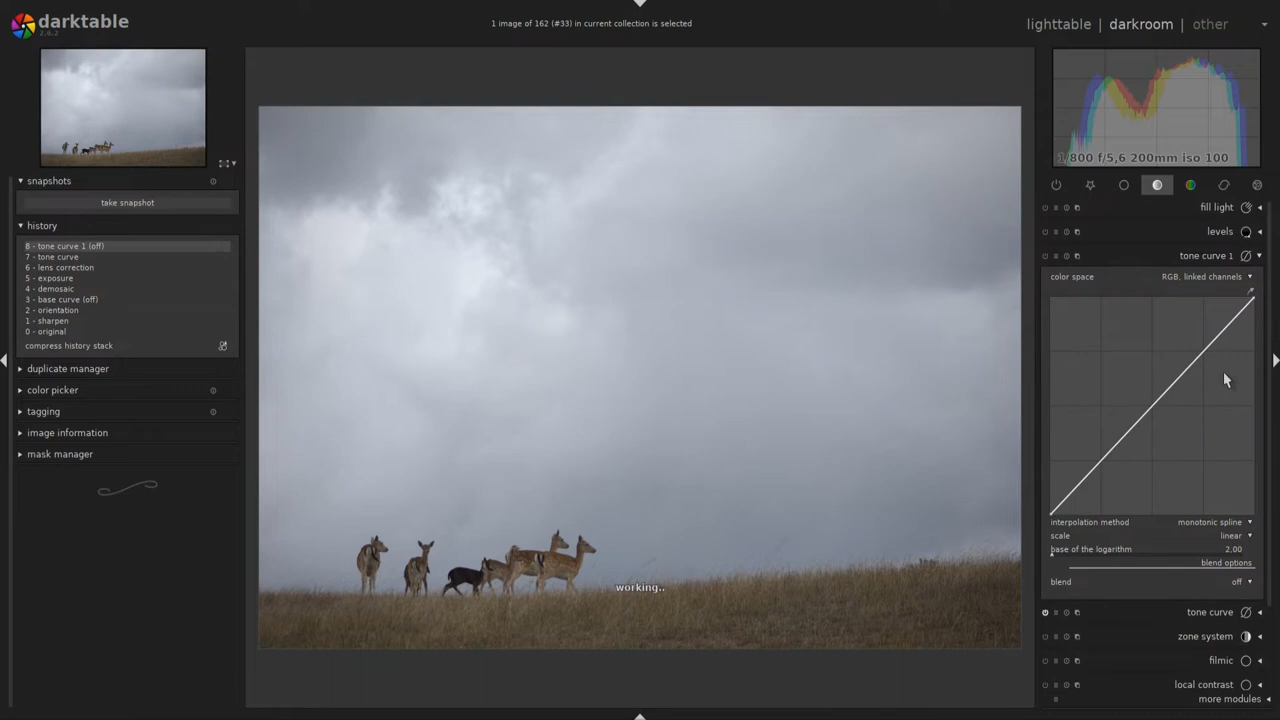 darktable
2.6.2
1 image of 162 (#33) in current collection is selected
lighttable | darkroom | other
1/800 f/5,6 200mm iso 100
snapshots
take snapshot
history
8 - tone curve 1 (off)
7 - tone curve
6 - lens correction
5 - exposure
4 - demosaic
3 - base curve (off)
2 - orientation
1 - sharpen
0 - original
compress history stack
duplicate manager
color picker
tagging
image information
mask manager
working..
fill light
levels
tone curve 1
color space RGB, linked channels
interpolation method monotonic spline
scale linear
base of the logarithm 2,00
blend options
blend off
tone curve
zone system
filmic
local contrast
more modules